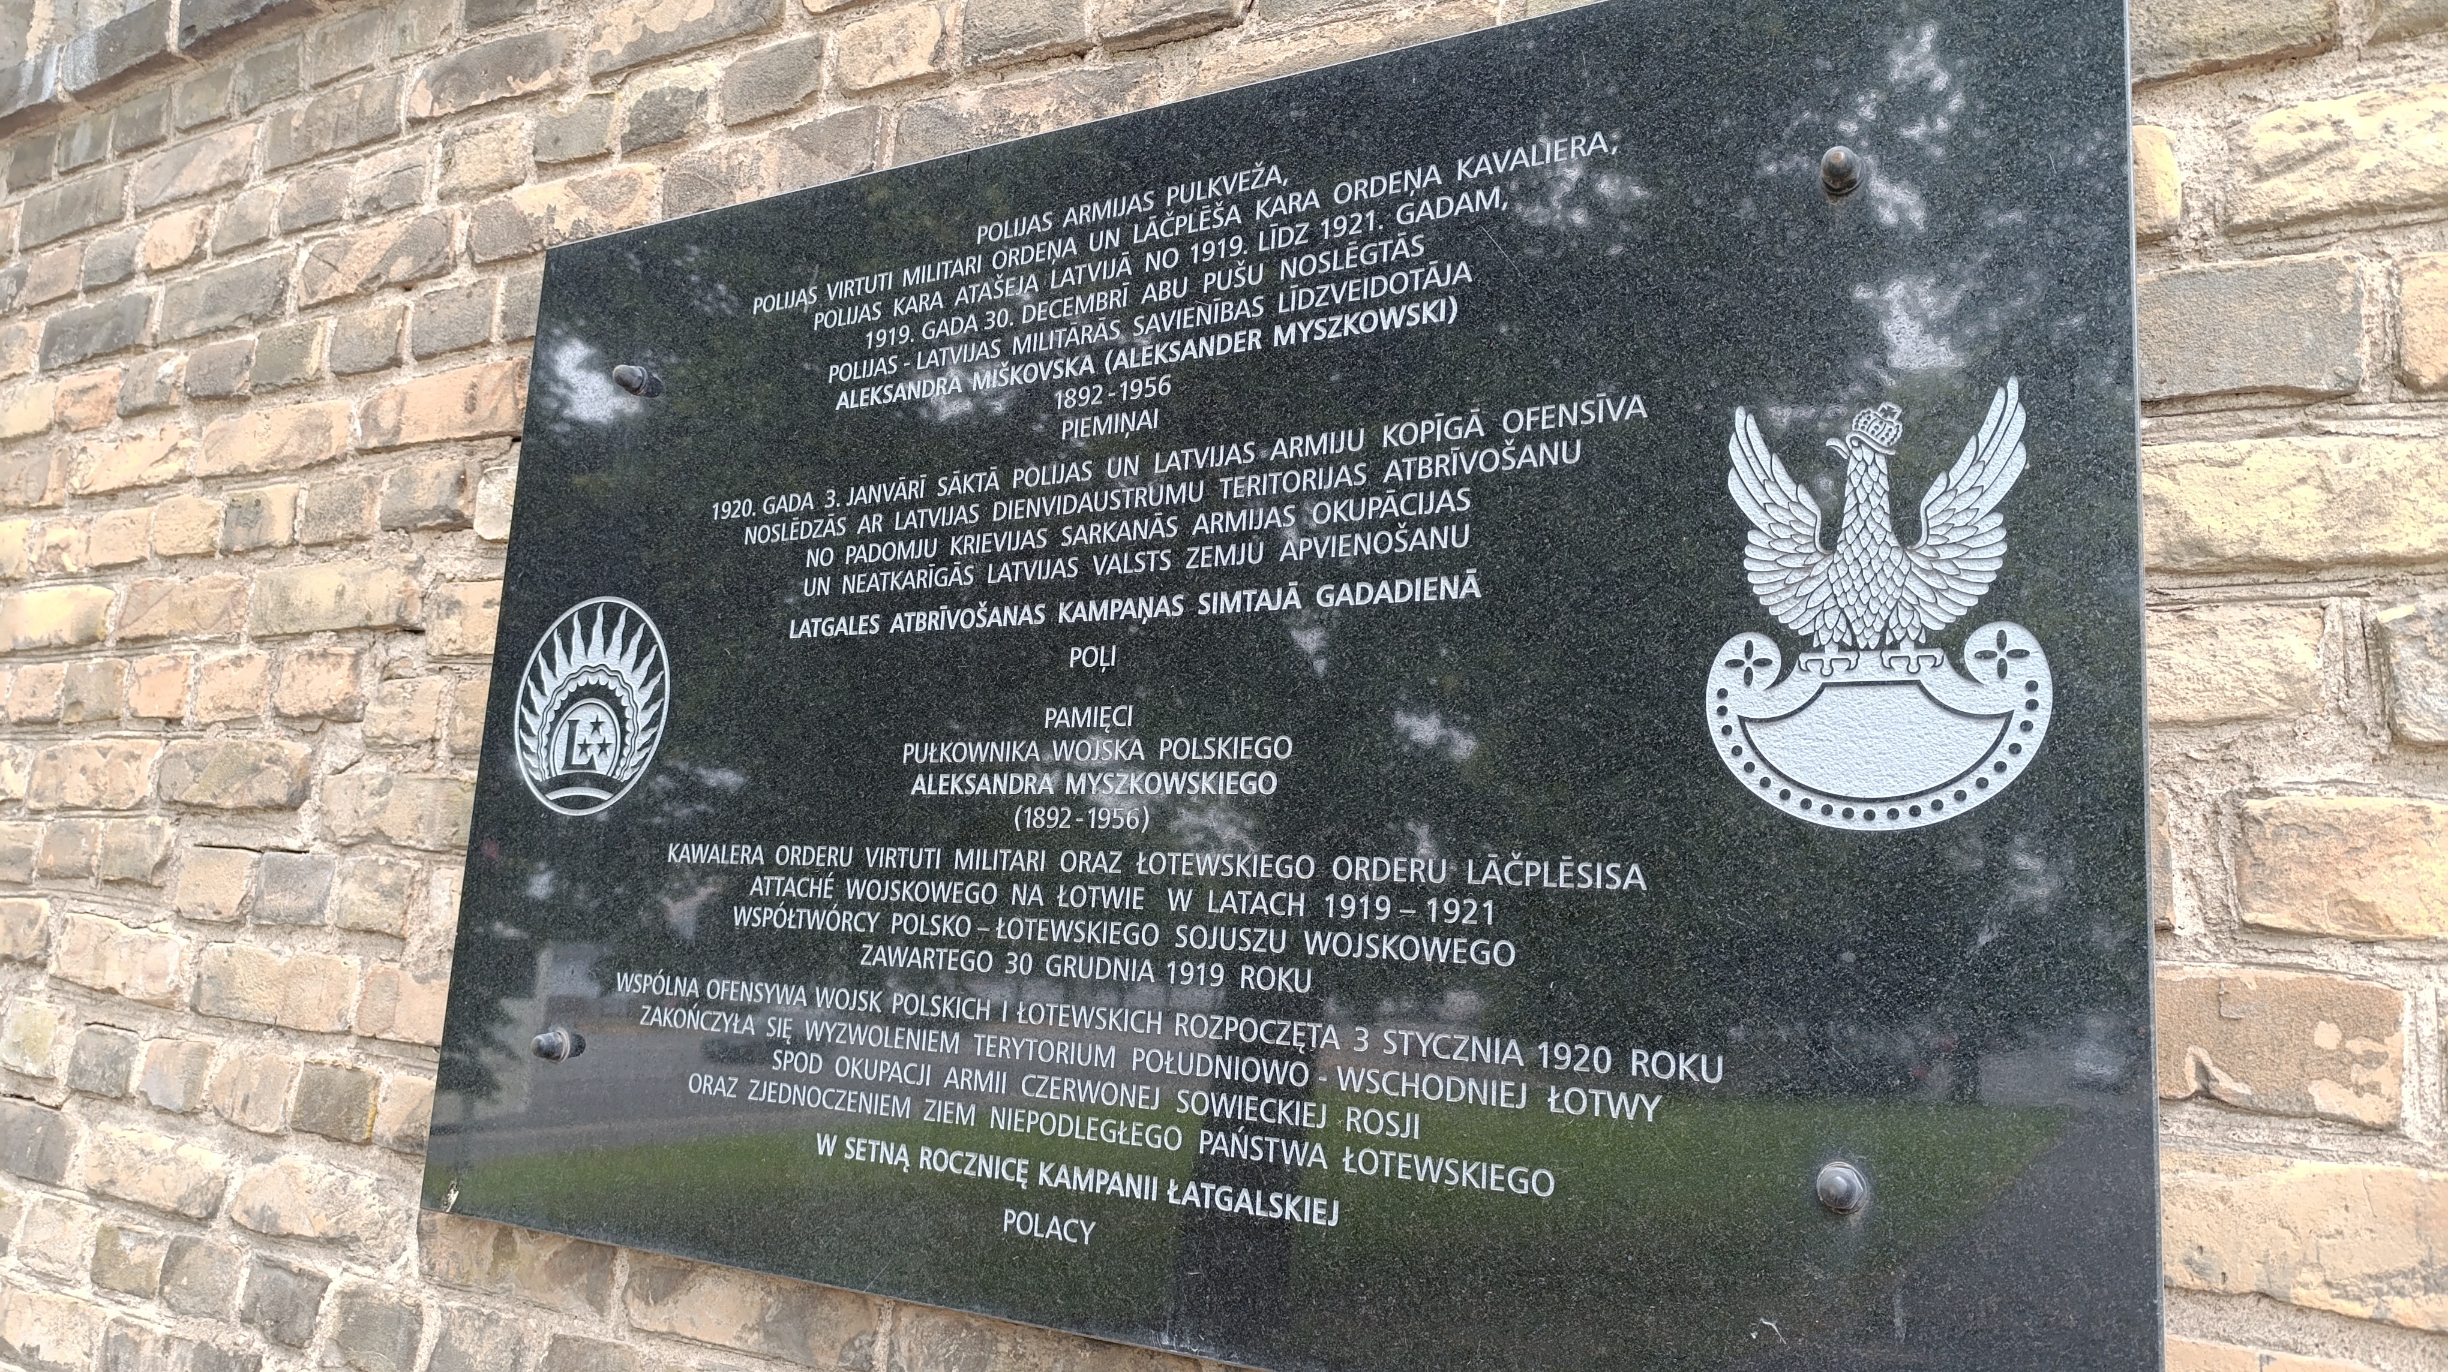 POLIJAS ARMIJAS PULKVEŽA,
POLIJAS VIRTUTI MILITARI ORDEŅA UN LĀČPLĒŠA KARA ORDEŅA KAVALIERA,
POLIJAS KARA ATAŠEJA LATVIJĀ NO 1919. LĪDZ 1921. GADAM,
1919. GADA 30. DECEMBRĪ ABU PUŠU NOSLĒGTĀS
POLIJAS - LATVIJAS MILITĀRĀS SAVIENĪBAS LĪDZVEIDOTĀJA
ALEKSANDRA MIŠKOVSKA (ALEKSANDER MYSZKOWSKI)
1892 - 1956
PIEMIŅAI
1920. GADA 3. JANVĀRĪ SĀKTĀ POLIJAS UN LATVIJAS ARMIJU KOPĪGĀ OFENSĪVA
NOSLĒDZĀS AR LATVIJAS DIENVIDAUSTRUMU TERITORIJAS ATBRĪVOŠANU
NO PADOMJU KRIEVIJAS SARKANĀS ARMIJAS OKUPĀCIJAS
UN NEATKARĪGĀS LATVIJAS VALSTS ZEMJU APVIENOŠANU
LATGALES ATBRĪVOŠANAS KAMPAŅAS SIMTAJĀ GADADIENĀ
POĻI
L
PAMIĘCI
PUŁKOWNIKA WOJSKA POLSKIEGO
ALEKSANDRA MYSZKOWSKIEGO
(1892 - 1956)
KAWALERA ORDERU VIRTUTI MILITARI ORAZ ŁOTEWSKIEGO ORDERU LĀČPLĒSISA
ATTACHÉ WOJSKOWEGO NA ŁOTWIE W LATACH 1919 – 1921
WSPÓŁTWÓRCY POLSKO – ŁOTEWSKIEGO SOJUSZU WOJSKOWEGO
ZAWARTEGO 30 GRUDNIA 1919 ROKU
WSPÓLNA OFENSYWA WOJSK POLSKICH I ŁOTEWSKICH ROZPOCZĘTA 3 STYCZNIA 1920 ROKU
ZAKOŃCZYŁA SIĘ WYZWOLENIEM TERYTORIUM POŁUDNIOWO - WSCHODNIEJ ŁOTWY
SPOD OKUPACJI ARMII CZERWONEJ SOWIECKIEJ ROSJI
ORAZ ZJEDNOCZENIEM ZIEM NIEPODLEGŁEGO PAŃSTWA ŁOTEWSKIEGO
W SETNĄ ROCZNICĘ KAMPANII ŁATGALSKIEJ
POLACY